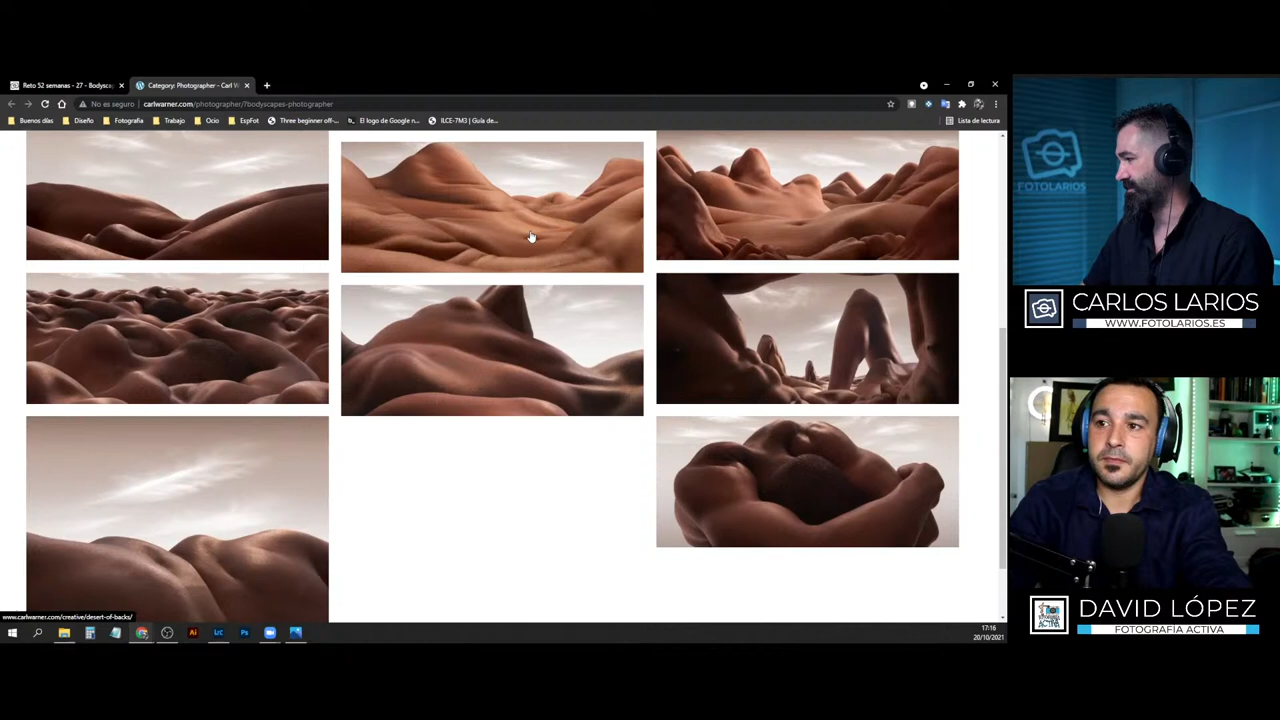 Reto 52 semanas - 27 - Bodysca
Category: Photographer - Carl W
No es seguro
carlwarner.com/photographer/?bodyscapes-photographer
Buenos días
Diseño
Fotografía
Trabajo
Ocio
EspFot
Three beginner off-...
El logo de Google n...
ILCE-7M3 | Guía de...
Lista de lectura
www.carlwarner.com/creative/desert-of-backs/
Ai
Lrc
Ps
17:16
20/10/2021
FOTOLARIOS
CARLOS LARIOS
WWW.FOTOLARIOS.ES
DAVID LÓPEZ
FOTOGRAFÍA ACTIVA